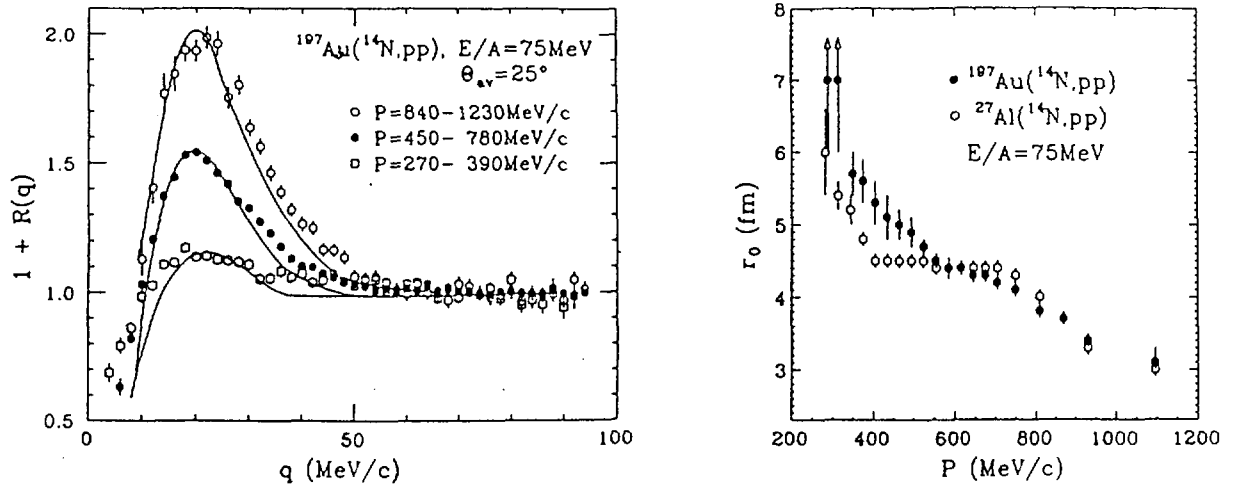 2.0
1.5
1.0
0.5
1 + R(q)
¹⁹⁷Au(¹⁴N,pp), E/A=75MeV
θav=25°
○ P=840-1230MeV/c
● P=450- 780MeV/c
□ P=270- 390MeV/c
0
50
100
q (MeV/c)
7
6
5
4
3
r₀ (fm)
● ¹⁹⁷Au(¹⁴N,pp)
○ ²⁷Al(¹⁴N,pp)
E/A=75MeV
200
400
600
800
1000
1200
P (MeV/c)